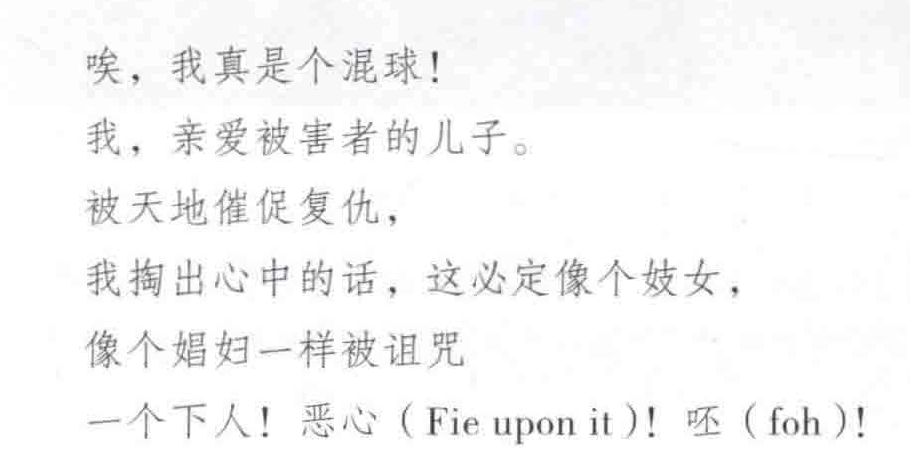 唉，我真是个混球！
我，亲爱被害者的儿子。
被天地催促复仇，
我掏出心中的话，这必定像个妓女，
像个娼妇一样被诅咒
一个下人！恶心（Fie upon it）！呸（foh）！